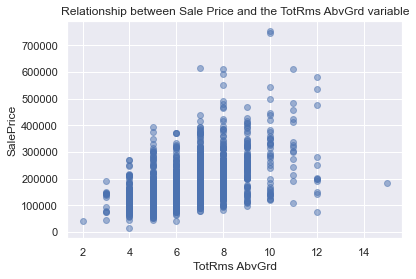 Relationship between Sale Price and the TotRms AbvGrd variable
700000
600000
500000
400000
300000
200000
100000
0
SalePrice
2 4 6 8 10 12 14
TotRms AbvGrd